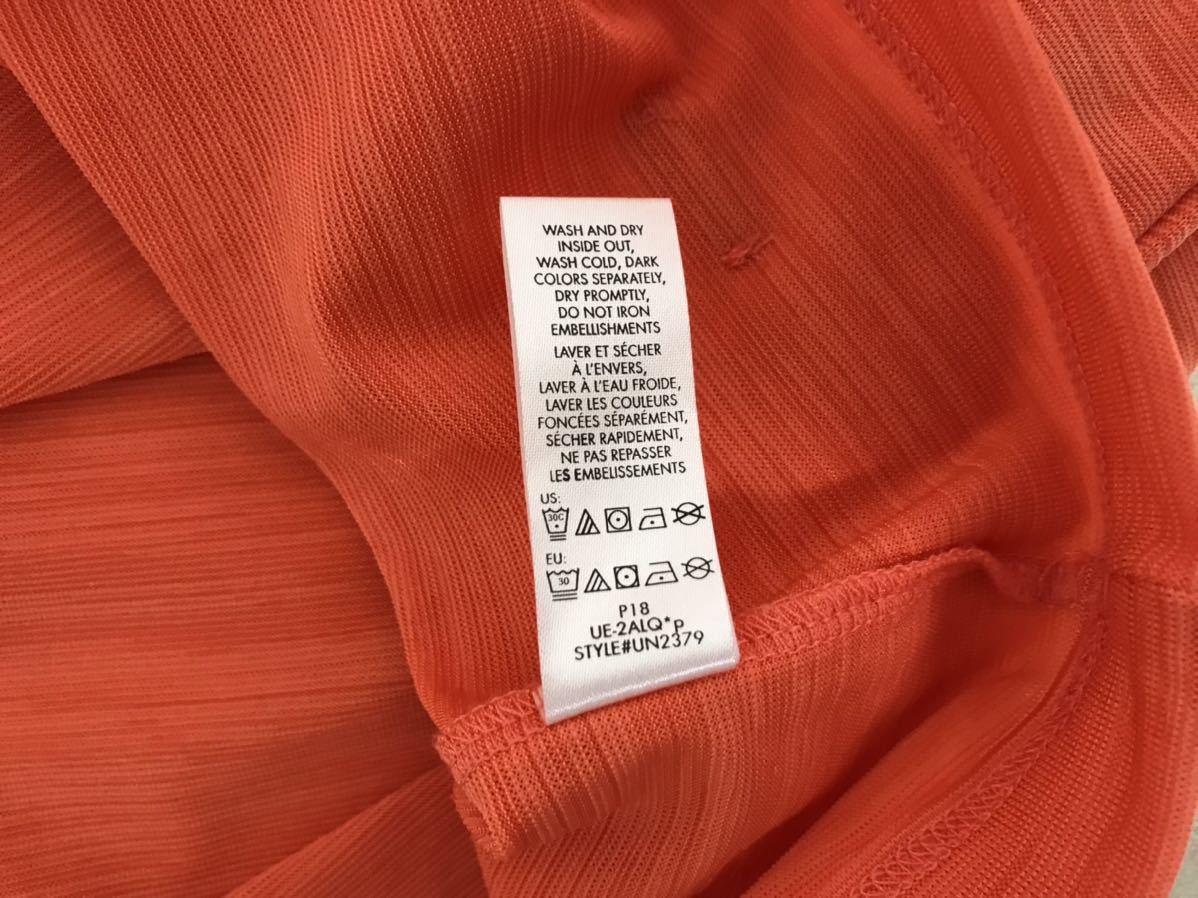 WASH AND DRY
INSIDE OUT,
WASH COLD, DARK
COLORS SEPARATELY,
DRY PROMPTLY,
DO NOT IRON
EMBELLISHMENTS
LAVER ET SÉCHER
À L'ENVERS,
LAVER À L'EAU FROIDE,
LAVER LES COULEURS
FONCÉES SÉPARÉMENT,
SÉCHER RAPIDEMENT,
NE PAS REPASSER
LES EMBELISSEMENTS
US:
30C
EU:
30
P18
UE-2ALQ*P
STYLE#UN2379